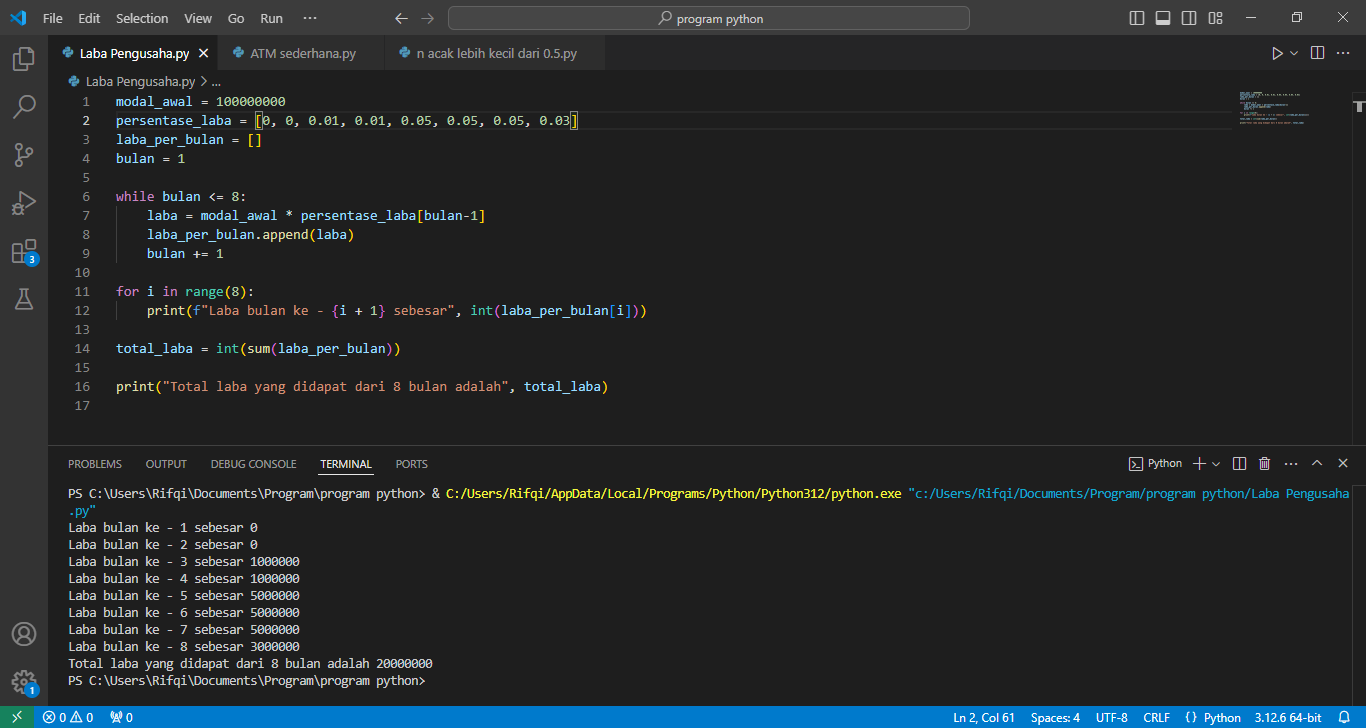 File Edit Selection View Go Run ··· program python
Laba Pengusaha.py ATM sederhana.py n acak lebih kecil dari 0.5.py
Laba Pengusaha.py > ...
1 modal_awal = 100000000
2 persentase_laba = [0, 0, 0.01, 0.01, 0.05, 0.05, 0.05, 0.03]
3 laba_per_bulan = []
4 bulan = 1
5
6 while bulan <= 8:
7 laba = modal_awal * persentase_laba[bulan-1]
8 laba_per_bulan.append(laba)
9 bulan += 1
10
11 for i in range(8):
12 print(f"Laba bulan ke - {i + 1} sebesar", int(laba_per_bulan[i]))
13
14 total_laba = int(sum(laba_per_bulan))
15
16 print("Total laba yang didapat dari 8 bulan adalah", total_laba)
17
3
PROBLEMS OUTPUT DEBUG CONSOLE TERMINAL PORTS Python
PS C:\Users\Rifqi\Documents\Program\program python> & C:/Users/Rifqi/AppData/Local/Programs/Python/Python312/python.exe "c:/Users/Rifqi/Documents/Program/program python/Laba Pengusaha
.py"
Laba bulan ke - 1 sebesar 0
Laba bulan ke - 2 sebesar 0
Laba bulan ke - 3 sebesar 1000000
Laba bulan ke - 4 sebesar 1000000
Laba bulan ke - 5 sebesar 5000000
Laba bulan ke - 6 sebesar 5000000
Laba bulan ke - 7 sebesar 5000000
Laba bulan ke - 8 sebesar 3000000
Total laba yang didapat dari 8 bulan adalah 20000000
PS C:\Users\Rifqi\Documents\Program\program python>
1
0 0 0 Ln 2, Col 61 Spaces: 4 UTF-8 CRLF {} Python 3.12.6 64-bit